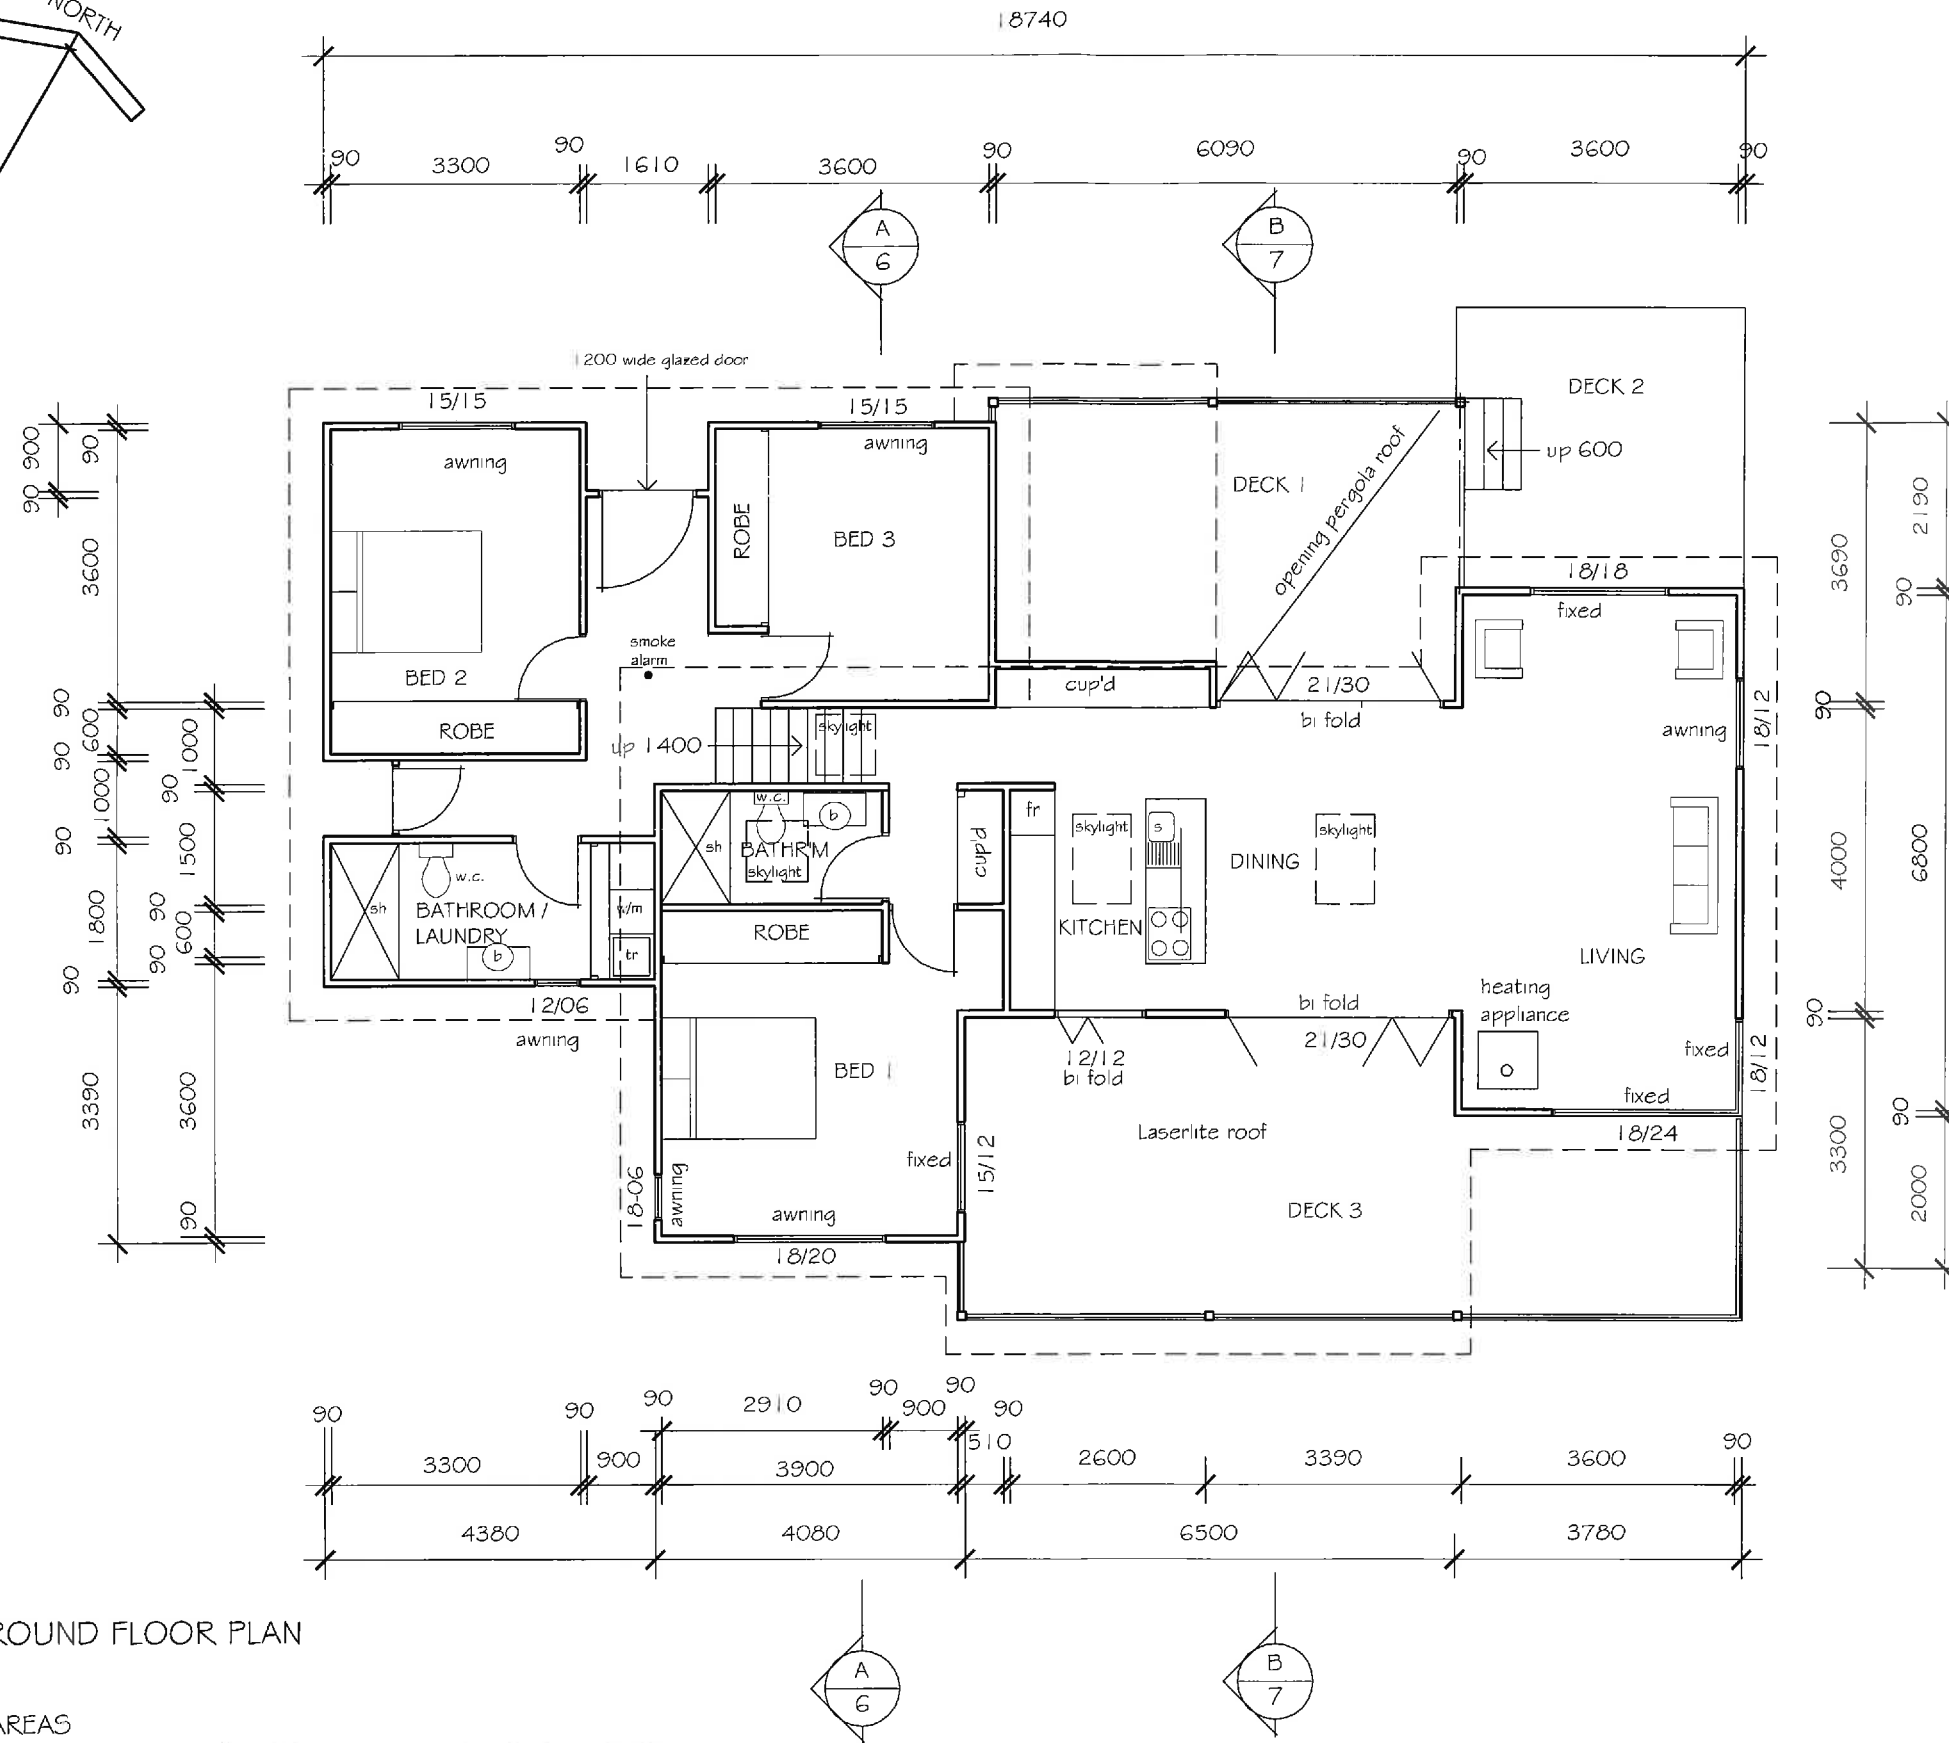 NORTH
18740
90 3300 90 1610 3600 90 6090 90 3600 90
A
6
B
7
1200 wide glazed door
DECK 2
15/15
15/15
awning
awning
up 600
DECK 1
opening pergola roof
ROBE
BED 3
18/18
fixed
smoke
alarm
BED 2
cup'd
21/30
bi fold
ROBE
up 1400
skylight
awning
18/12
w.c.
b
sh
BATHR'M
skylight
cup'd
fr
skylight
s
DINING
skylight
KITCHEN
w.c.
sh
BATHROOM /
LAUNDRY
b
w/m
tr
ROBE
LIVING
heating
appliance
12/06
awning
bi fold
21/30
12/12
bi fold
fixed
18/12
fixed
18/24
BED 1
Laserlite roof
fixed
15/12
18-06
awning
awning
18/20
DECK 3
900
90
90
3600
90
600
90
1000
90
1800
90
3390
1000
90
1500
90
600
90
3600
90
3690
90
4000
90
3300
2190
90
6800
90
2000
90 2910 90 900 90
90 3300 90 900 3900 510 90 2600 3390 3600 90
4380 4080 6500 3780
A
6
B
7
ROUND FLOOR PLAN
AREAS